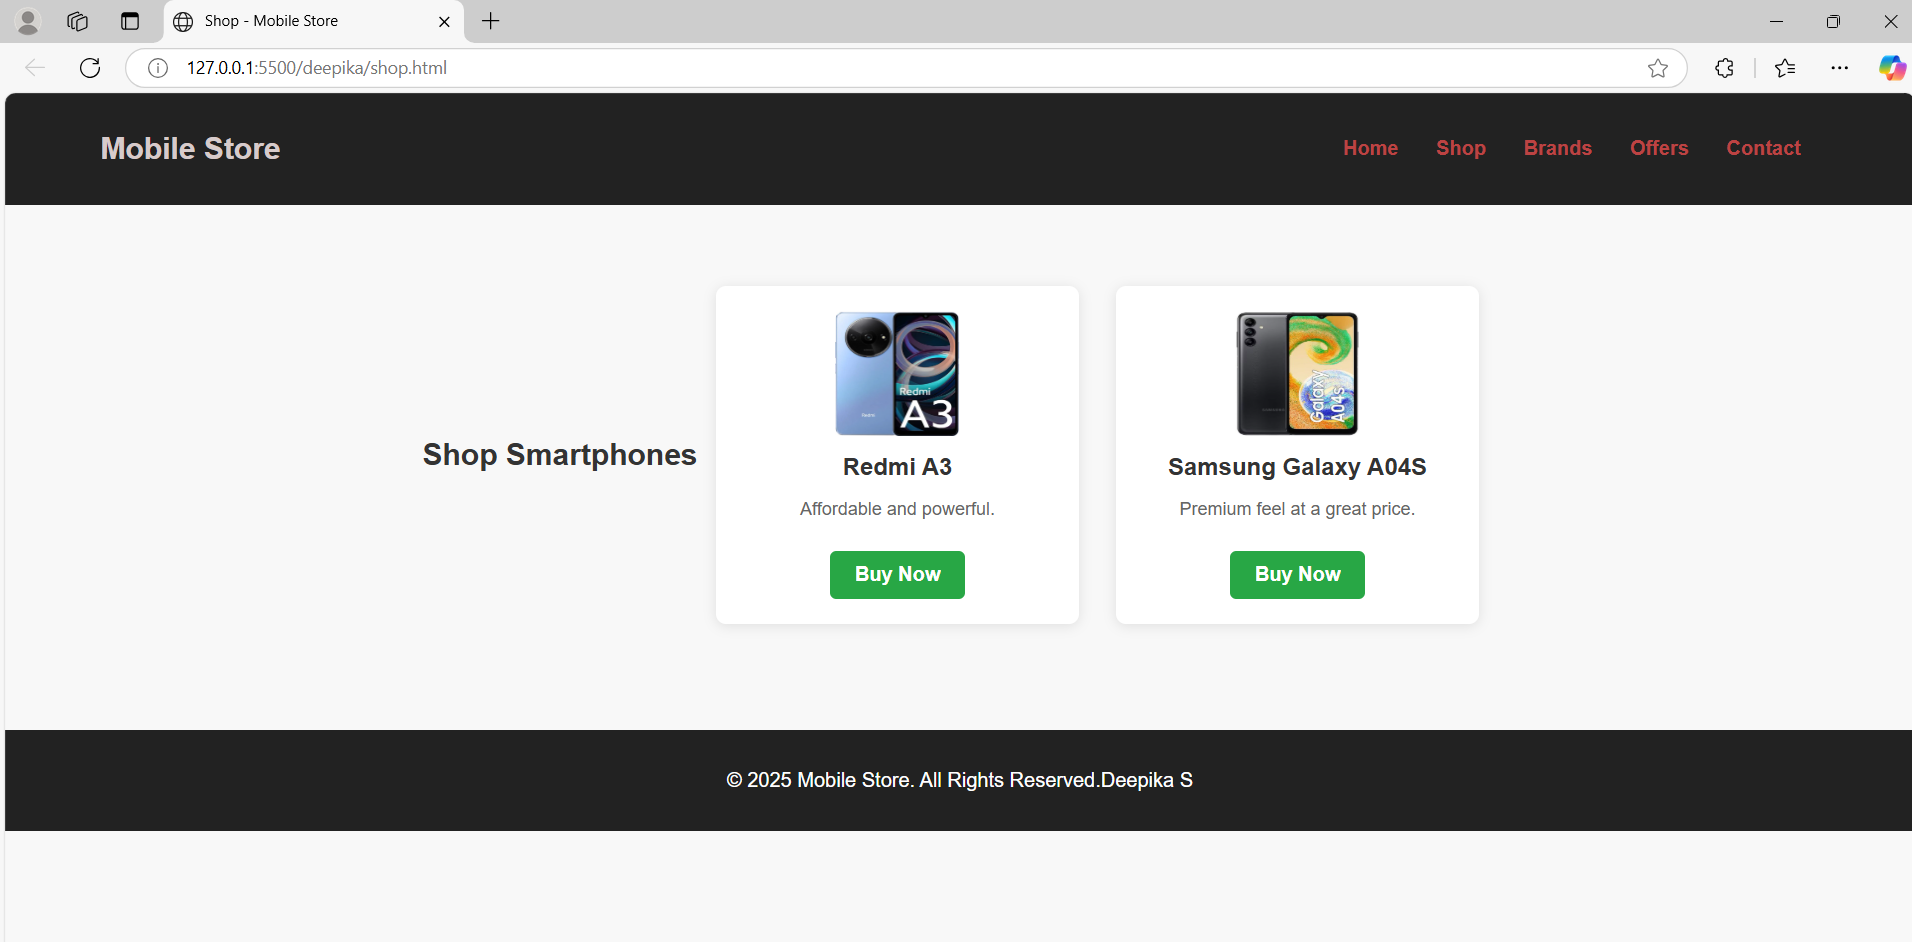 Shop - Mobile Store
127.0.0.1:5500/deepika/shop.html
Mobile Store
Home Shop Brands Offers Contact
Shop Smartphones
Redmi
Redmi
A3
Redmi A3
Affordable and powerful.
Buy Now
SAMSUNG
Galaxy
A04s
Samsung Galaxy A04S
Premium feel at a great price.
Buy Now
© 2025 Mobile Store. All Rights Reserved.Deepika S